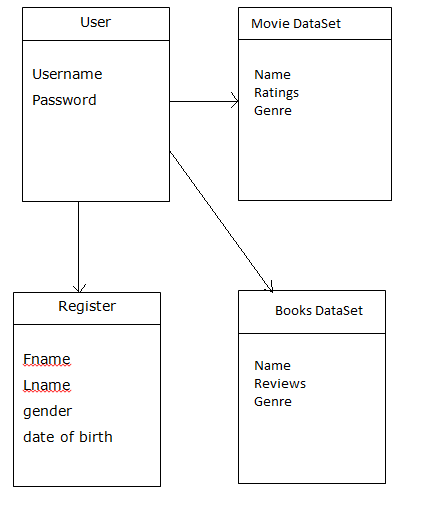 User
Username
Password
Movie DataSet
Name
Ratings
Genre
Register
Fname
Lname
gender
date of birth
Books DataSet
Name
Reviews
Genre